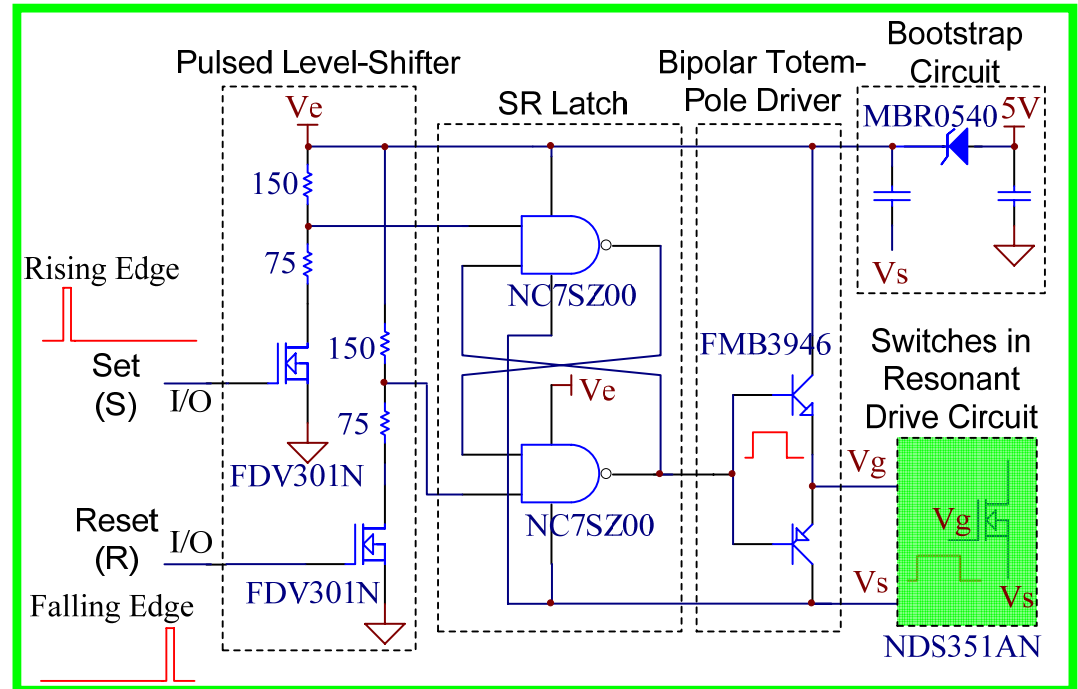 Pulsed Level-Shifter
SR Latch
Bipolar Totem-
Pole Driver
Bootstrap
Circuit
Ve
MBR0540
5V
150
75
Vs
NC7SZ00
Rising Edge
Set
(S)
I/O
FDV301N
150
75
Ve
FMB3946
Switches in
Resonant
Drive Circuit
Vg
Vg
Vs
Vs
NC7SZ00
NDS351AN
Reset
(R)
I/O
FDV301N
Falling Edge